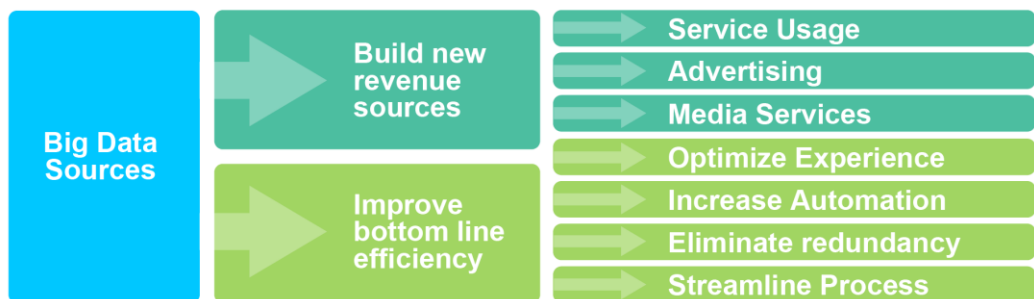 Big Data
Sources
Build new
revenue
sources
Improve
bottom line
efficiency
Service Usage
Advertising
Media Services
Optimize Experience
Increase Automation
Eliminate redundancy
Streamline Process